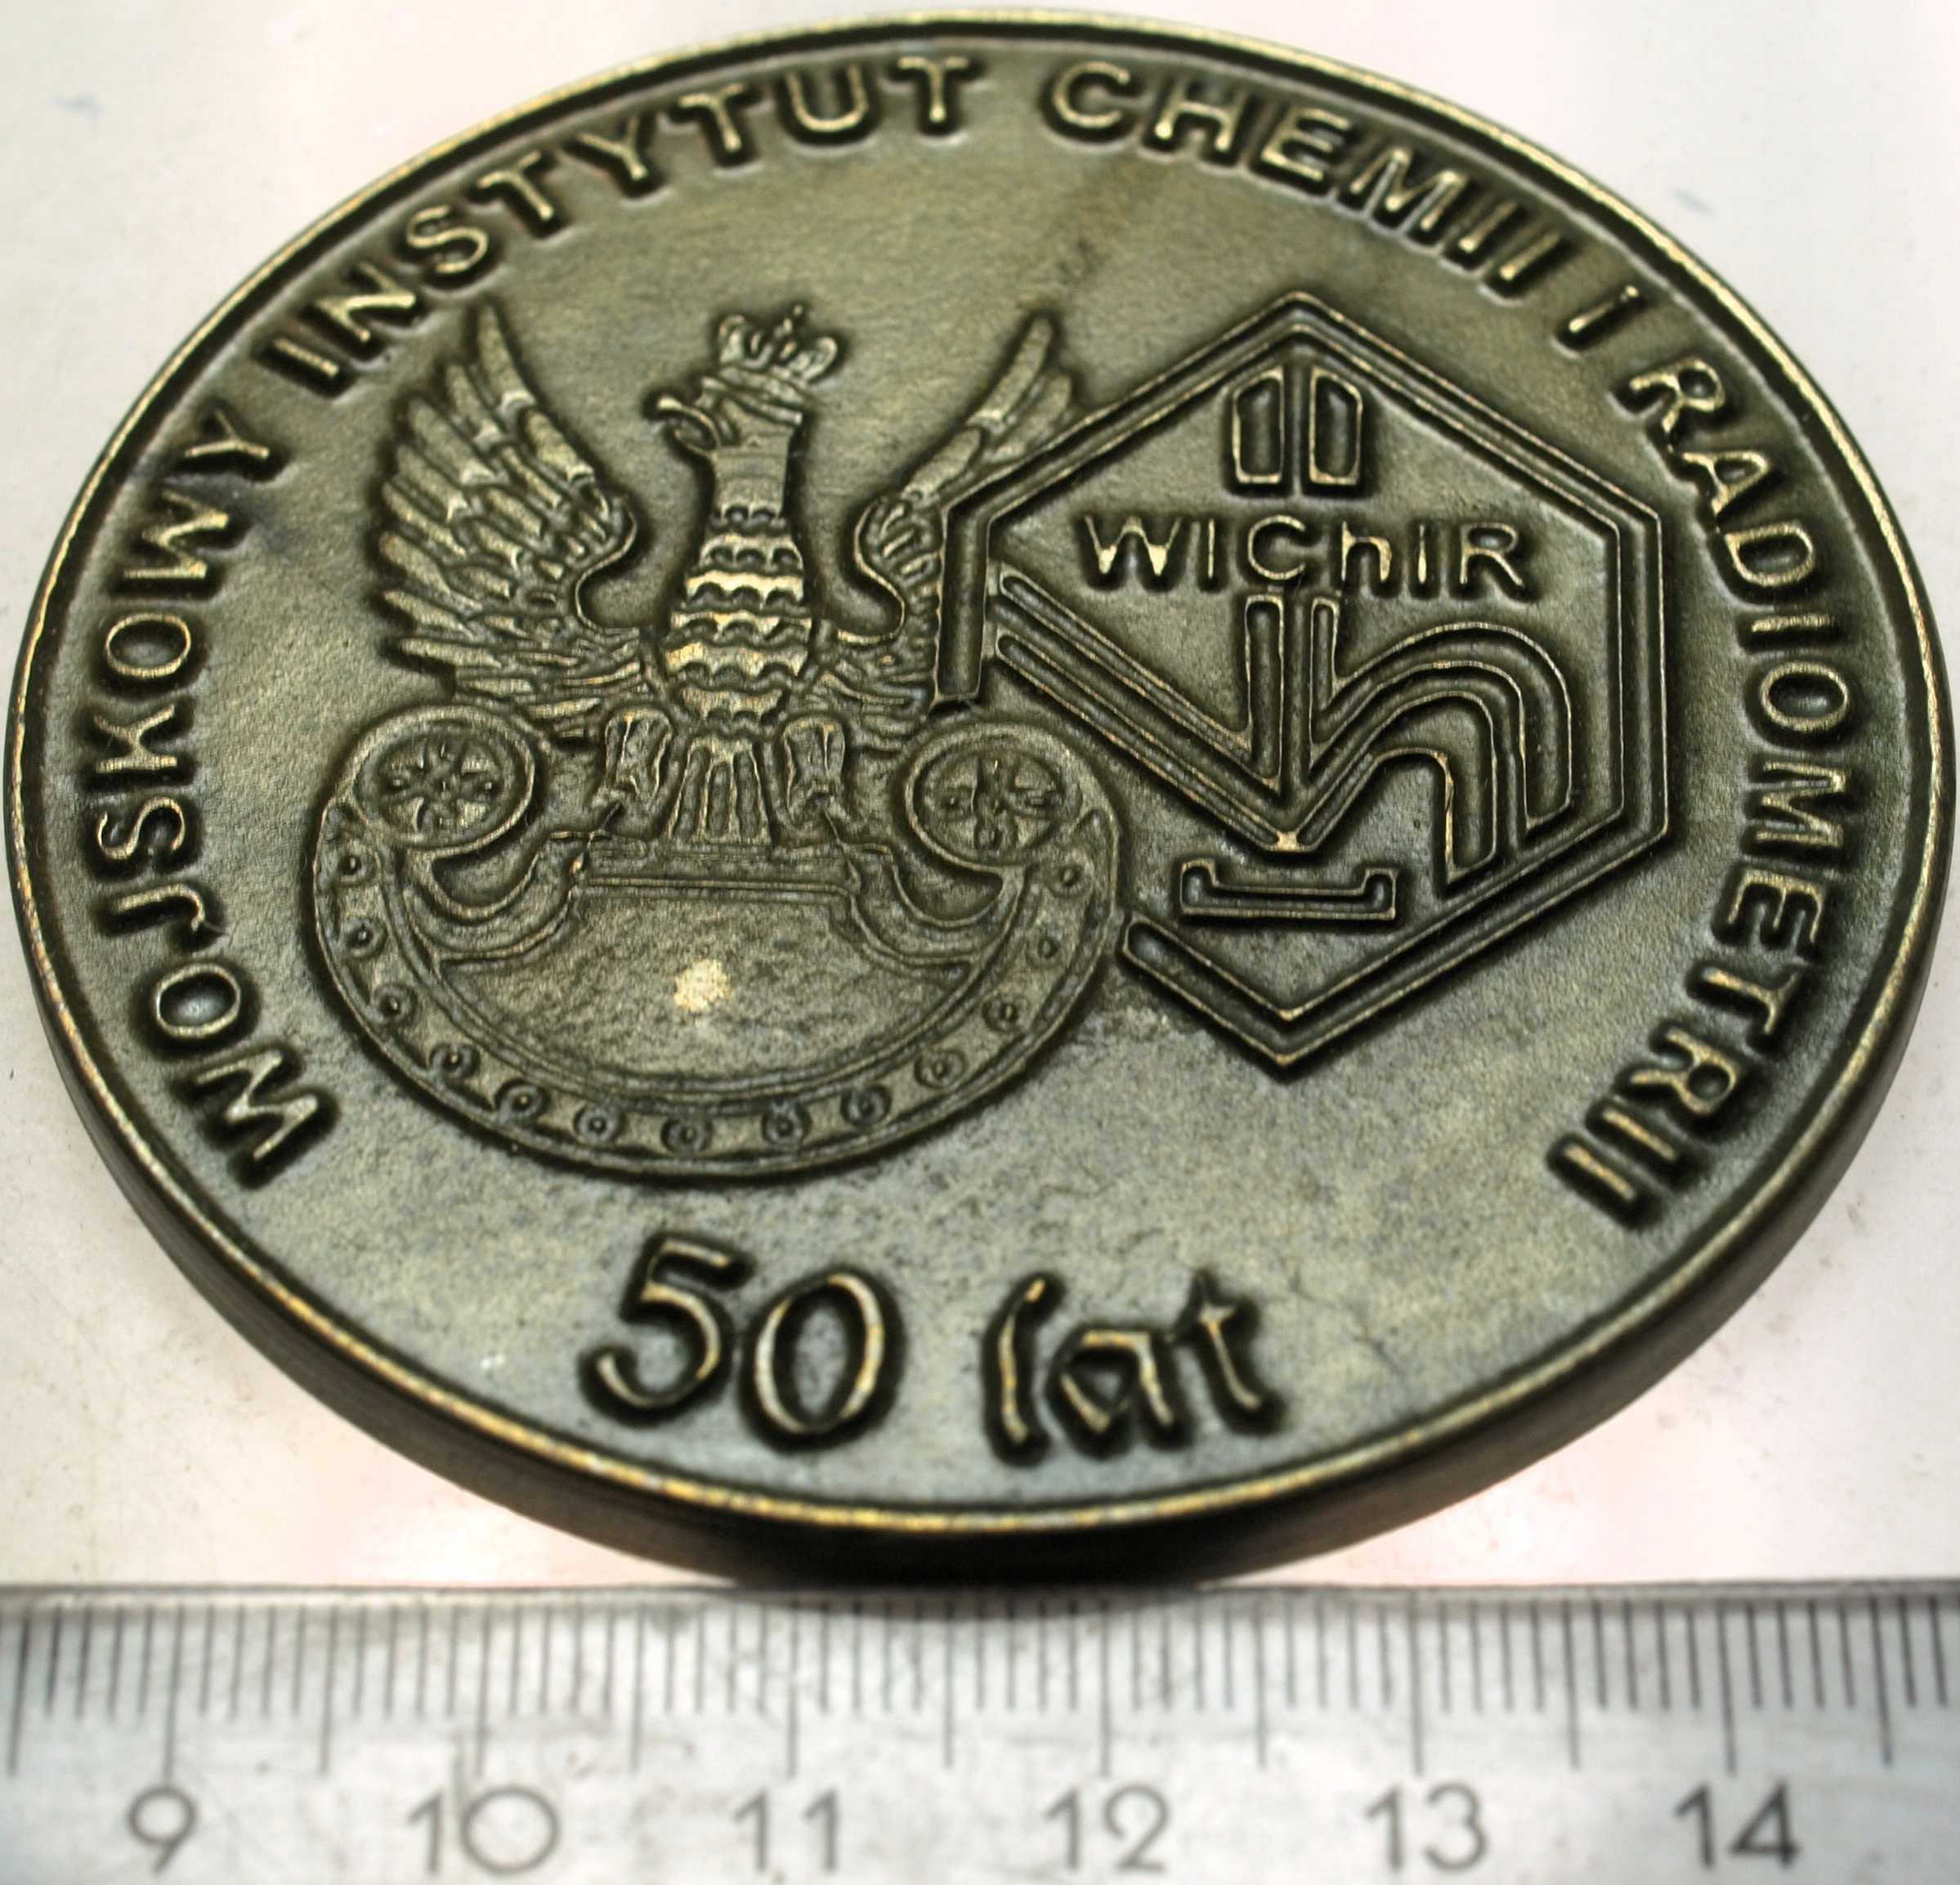 WOJSKOWY INSTYTUT CHEMII I RADIOMETRII
WIChIR
50 lat
9 10 11 12 13 14